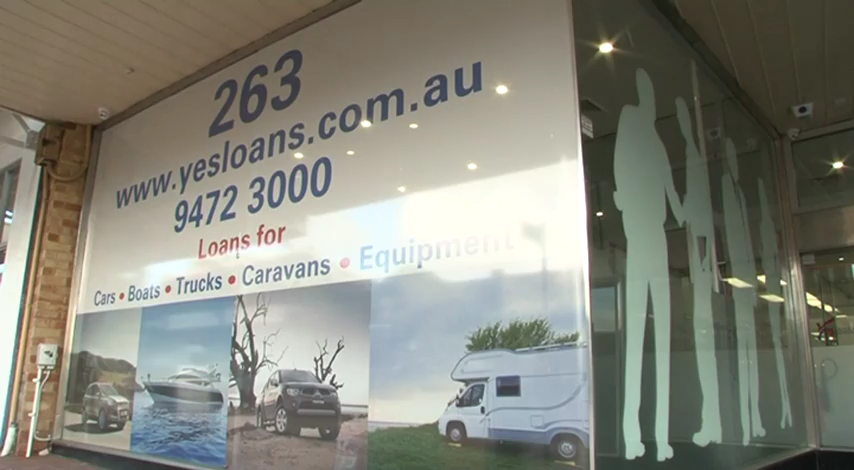 263
www.yesloans.com.au
9472 3000
Loans for
Cars • Boats • Trucks • Caravans • Equipment